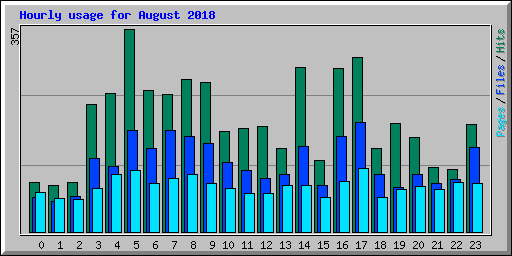 Hourly usage for August 2018
357
Pages / Files / Hits
0 1 2 3 4 5 6 7 8 9 10 11 12 13 14 15 16 17 18 19 20 21 22 23